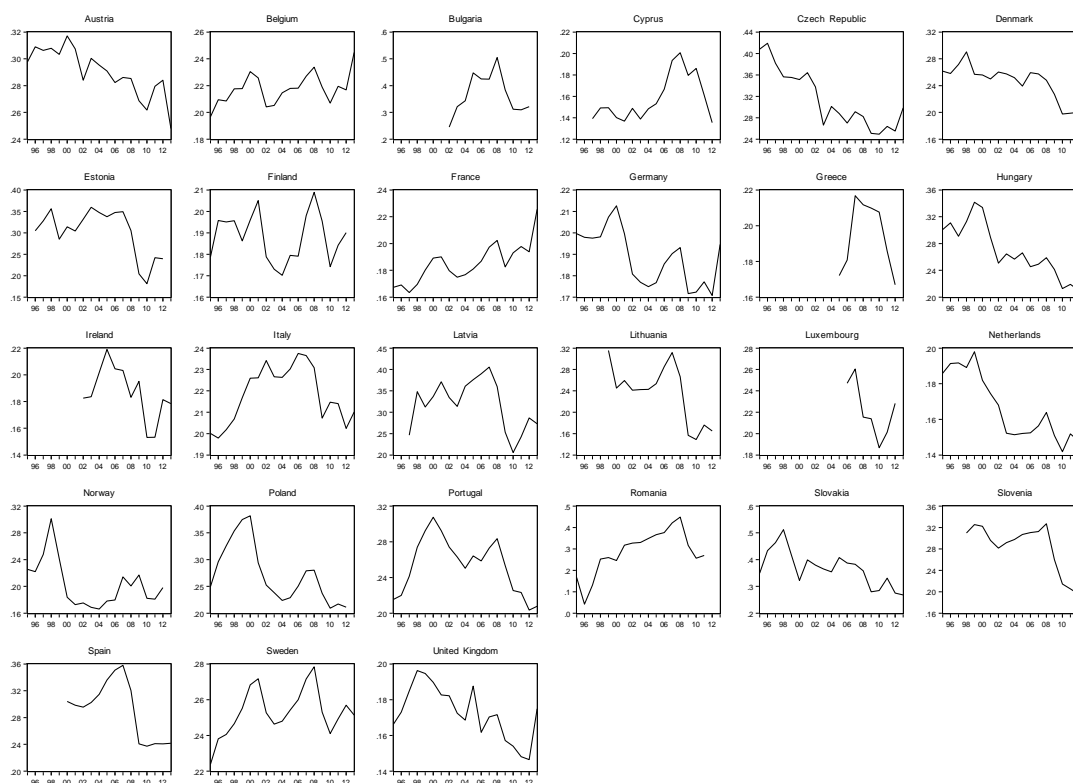 Austria
.32
.30
.28
.26
.24
96 98 00 02 04 06 08 10 12
Belgium
.26
.24
.22
.20
.18
96 98 00 02 04 06 08 10 12
Bulgaria
.6
.5
.4
.3
.2
96 98 00 02 04 06 08 10 12
Cyprus
.22
.20
.18
.16
.14
.12
96 98 00 02 04 06 08 10 12
Czech Republic
.44
.40
.36
.32
.28
.24
96 98 00 02 04 06 08 10 12
Denmark
.32
.28
.24
.20
.16
96 98 00 02 04 06 08 10
Estonia
.40
.35
.30
.25
.20
.15
96 98 00 02 04 06 08 10 12
Finland
.21
.20
.19
.18
.17
.16
96 98 00 02 04 06 08 10 12
France
.24
.22
.20
.18
.16
96 98 00 02 04 06 08 10 12
Germany
.22
.21
.20
.19
.18
.17
96 98 00 02 04 06 08 10 12
Greece
.22
.20
.18
.16
96 98 00 02 04 06 08 10 12
Hungary
.36
.32
.28
.24
.20
96 98 00 02 04 06 08 10
Ireland
.22
.20
.18
.16
.14
96 98 00 02 04 06 08 10 12
Italy
.24
.23
.22
.21
.20
.19
96 98 00 02 04 06 08 10 12
Latvia
.45
.40
.35
.30
.25
.20
96 98 00 02 04 06 08 10 12
Lithuania
.32
.28
.24
.20
.16
.12
96 98 00 02 04 06 08 10 12
Luxembourg
.28
.26
.24
.22
.20
.18
96 98 00 02 04 06 08 10 12
Netherlands
.20
.18
.16
.14
96 98 00 02 04 06 08 10
Norway
.32
.28
.24
.20
.16
96 98 00 02 04 06 08 10 12
Poland
.40
.35
.30
.25
.20
96 98 00 02 04 06 08 10 12
Portugal
.32
.28
.24
.20
96 98 00 02 04 06 08 10 12
Romania
.5
.4
.3
.2
.1
.0
96 98 00 02 04 06 08 10 12
Slovakia
.6
.5
.4
.3
.2
96 98 00 02 04 06 08 10 12
Slovenia
.36
.32
.28
.24
.20
.16
96 98 00 02 04 06 08 10
Spain
.36
.32
.28
.24
.20
96 98 00 02 04 06 08 10 12
Sweden
.28
.26
.24
.22
96 98 00 02 04 06 08 10 12
United Kingdom
.20
.18
.16
.14
96 98 00 02 04 06 08 10 12